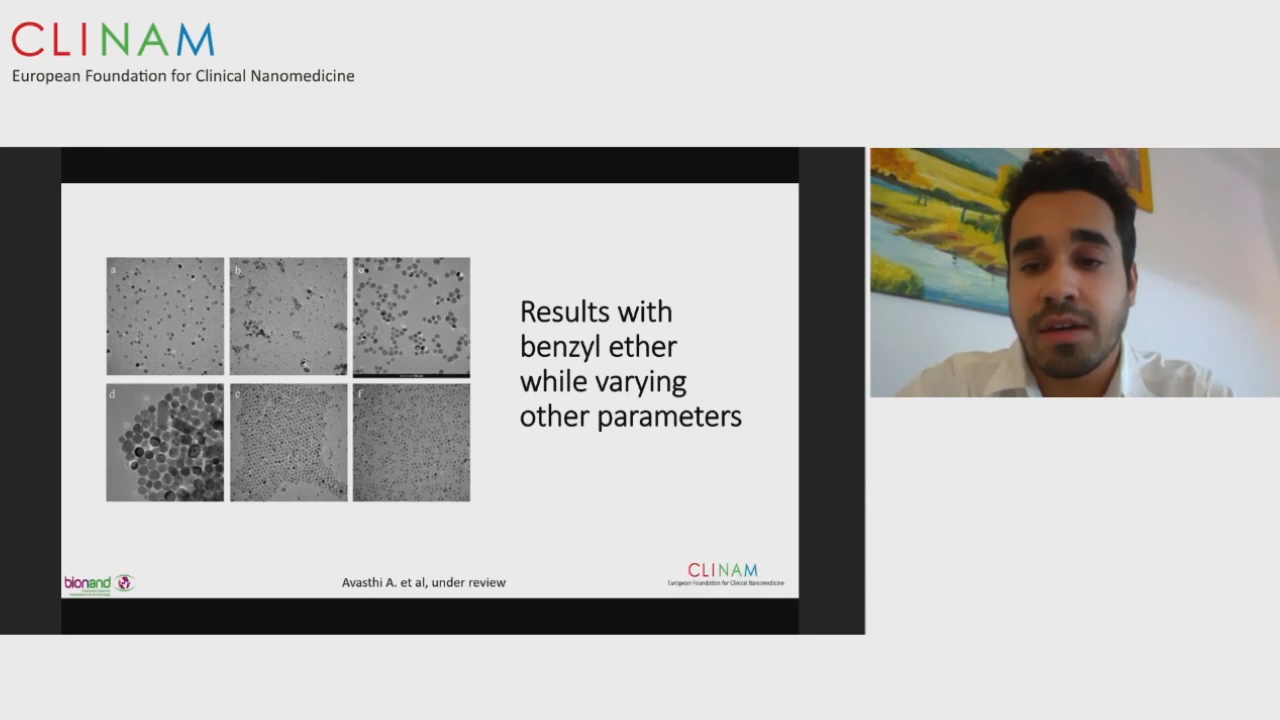 CLINAM
European Foundation for Clinical Nanomedicine
a
b
c
d
e
f
Results with
benzyl ether
while varying
other parameters
bionand
Avasthi A. et al, under review
CLINAM
European Foundation for Clinical Nanomedicine